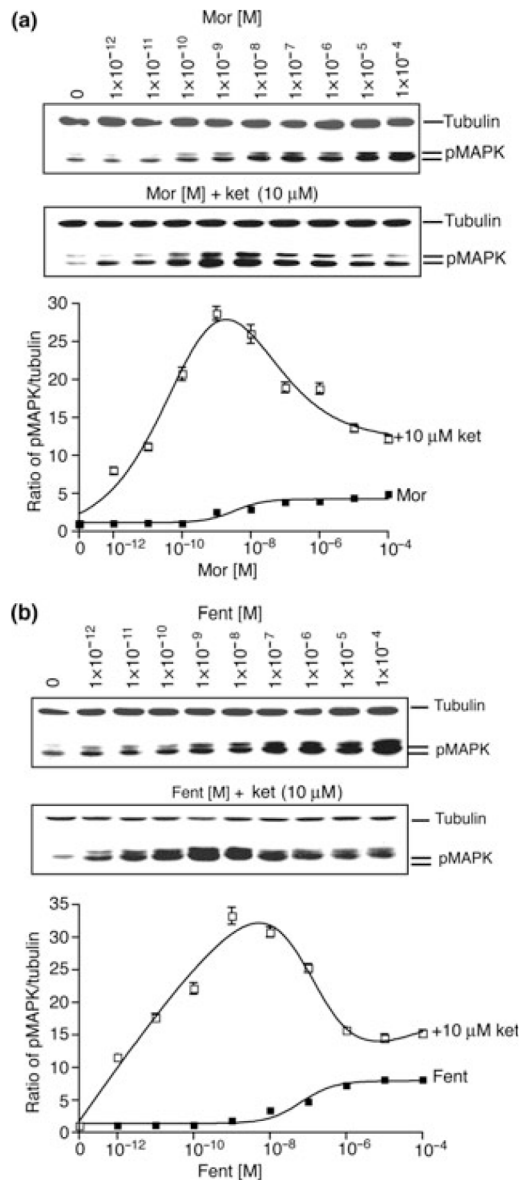 (a)
Mor [M]
0 1×10⁻¹² 1×10⁻¹¹ 1×10⁻¹⁰ 1×10⁻⁹ 1×10⁻⁸ 1×10⁻⁷ 1×10⁻⁶ 1×10⁻⁵ 1×10⁻⁴
Tubulin
pMAPK
Mor [M] + ket (10 μM)
Tubulin
pMAPK
Ratio of pMAPK/tubulin
30
25
20
15
10
5
0
+10 μM ket
Mor
0 10⁻¹² 10⁻¹⁰ 10⁻⁸ 10⁻⁶ 10⁻⁴
Mor [M]
(b)
Fent [M]
0 1×10⁻¹² 1×10⁻¹¹ 1×10⁻¹⁰ 1×10⁻⁹ 1×10⁻⁸ 1×10⁻⁷ 1×10⁻⁶ 1×10⁻⁵ 1×10⁻⁴
Tubulin
pMAPK
Fent [M] + ket (10 μM)
Tubulin
pMAPK
Ratio of pMAPK/tubulin
35
30
25
20
15
10
5
0
+10 μM ket
Fent
0 10⁻¹² 10⁻¹⁰ 10⁻⁸ 10⁻⁶ 10⁻⁴
Fent [M]